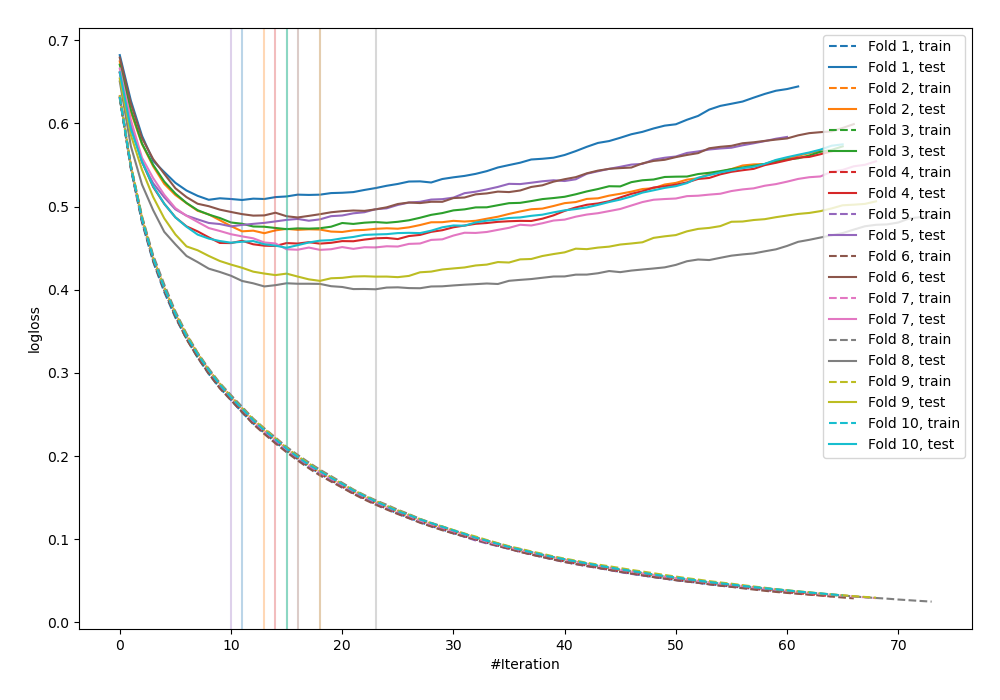 0.7
0.6
0.5
0.4
0.3
0.2
0.1
0.0
logloss
0 10 20 30 40 50 60 70
#Iteration
Fold 1, train
Fold 1, test
Fold 2, train
Fold 2, test
Fold 3, train
Fold 3, test
Fold 4, train
Fold 4, test
Fold 5, train
Fold 5, test
Fold 6, train
Fold 6, test
Fold 7, train
Fold 7, test
Fold 8, train
Fold 8, test
Fold 9, train
Fold 9, test
Fold 10, train
Fold 10, test